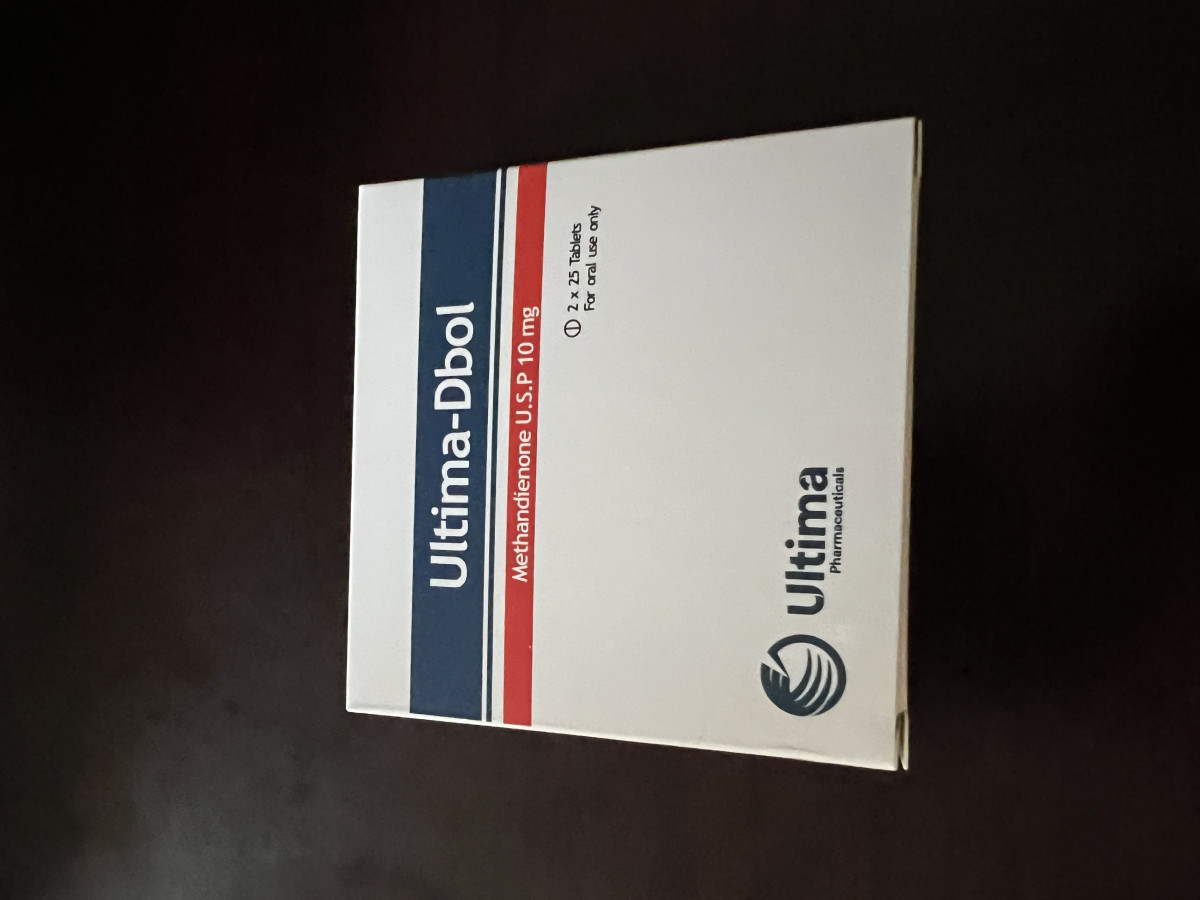 Ultima-Dbol
Methandienone U.S.P 10 mg
2 x 25 Tablets
For oral use only
Ultima
Pharmaceuticals